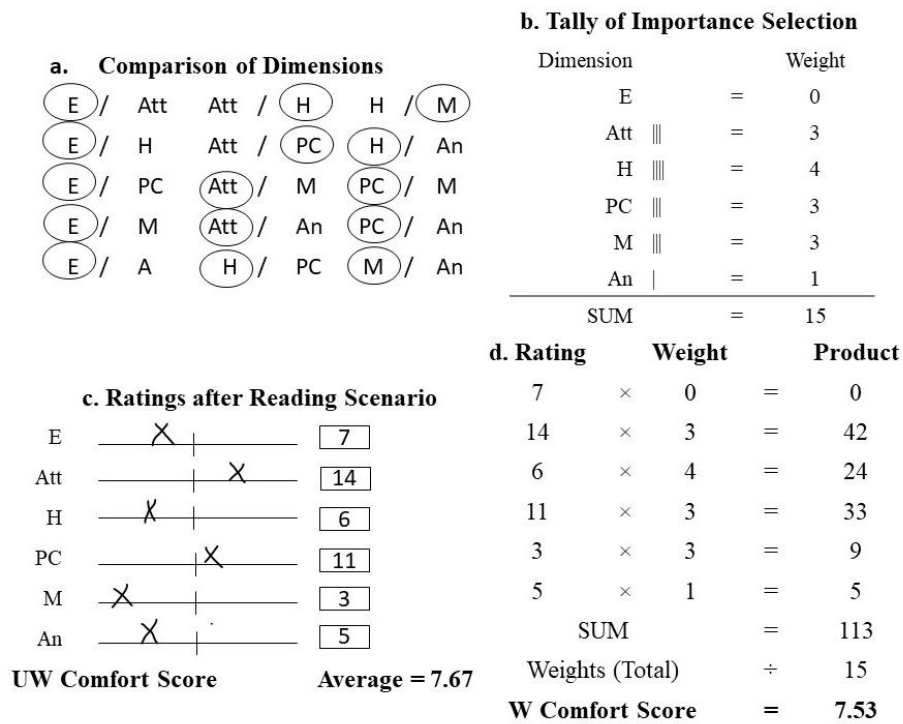 a. Comparison of Dimensions
E / Att Att / H H / M
E / H Att / PC H / An
E / PC Att / M PC / M
E / M Att / An PC / An
E / A H / PC M / An
b. Tally of Importance Selection
Dimension Weight
E = 0
Att |||  = 3
H |||| = 4
PC ||| = 3
M ||| = 3
An | = 1
SUM = 15
c. Ratings after Reading Scenario
E 7
Att 14
H 6
PC 11
M 3
An 5
UW Comfort Score Average = 7.67
d. Rating Weight Product
7 × 0 = 0
14 × 3 = 42
6 × 4 = 24
11 × 3 = 33
3 × 3 = 9
5 × 1 = 5
SUM = 113
Weights (Total) ÷ 15
W Comfort Score = 7.53